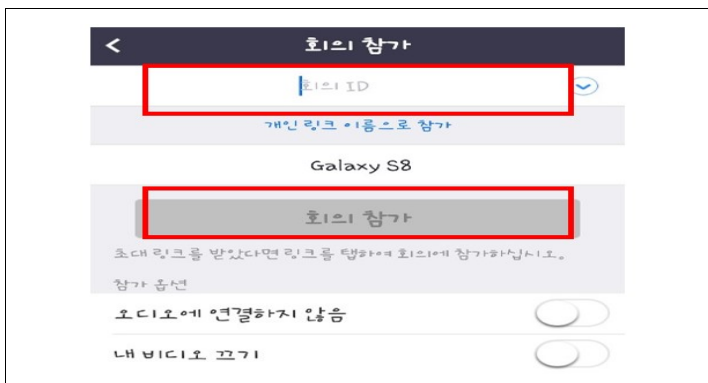 회의 참가
회의 ID
개인 링크 이름으로 참가
Galaxy S8
회의 참가
초대 링크를 받았다면 링크를 탭하여 회의에 참가하십시오.
참가 옵션
오디오에 연결하지 않음
내 비디오 끄기